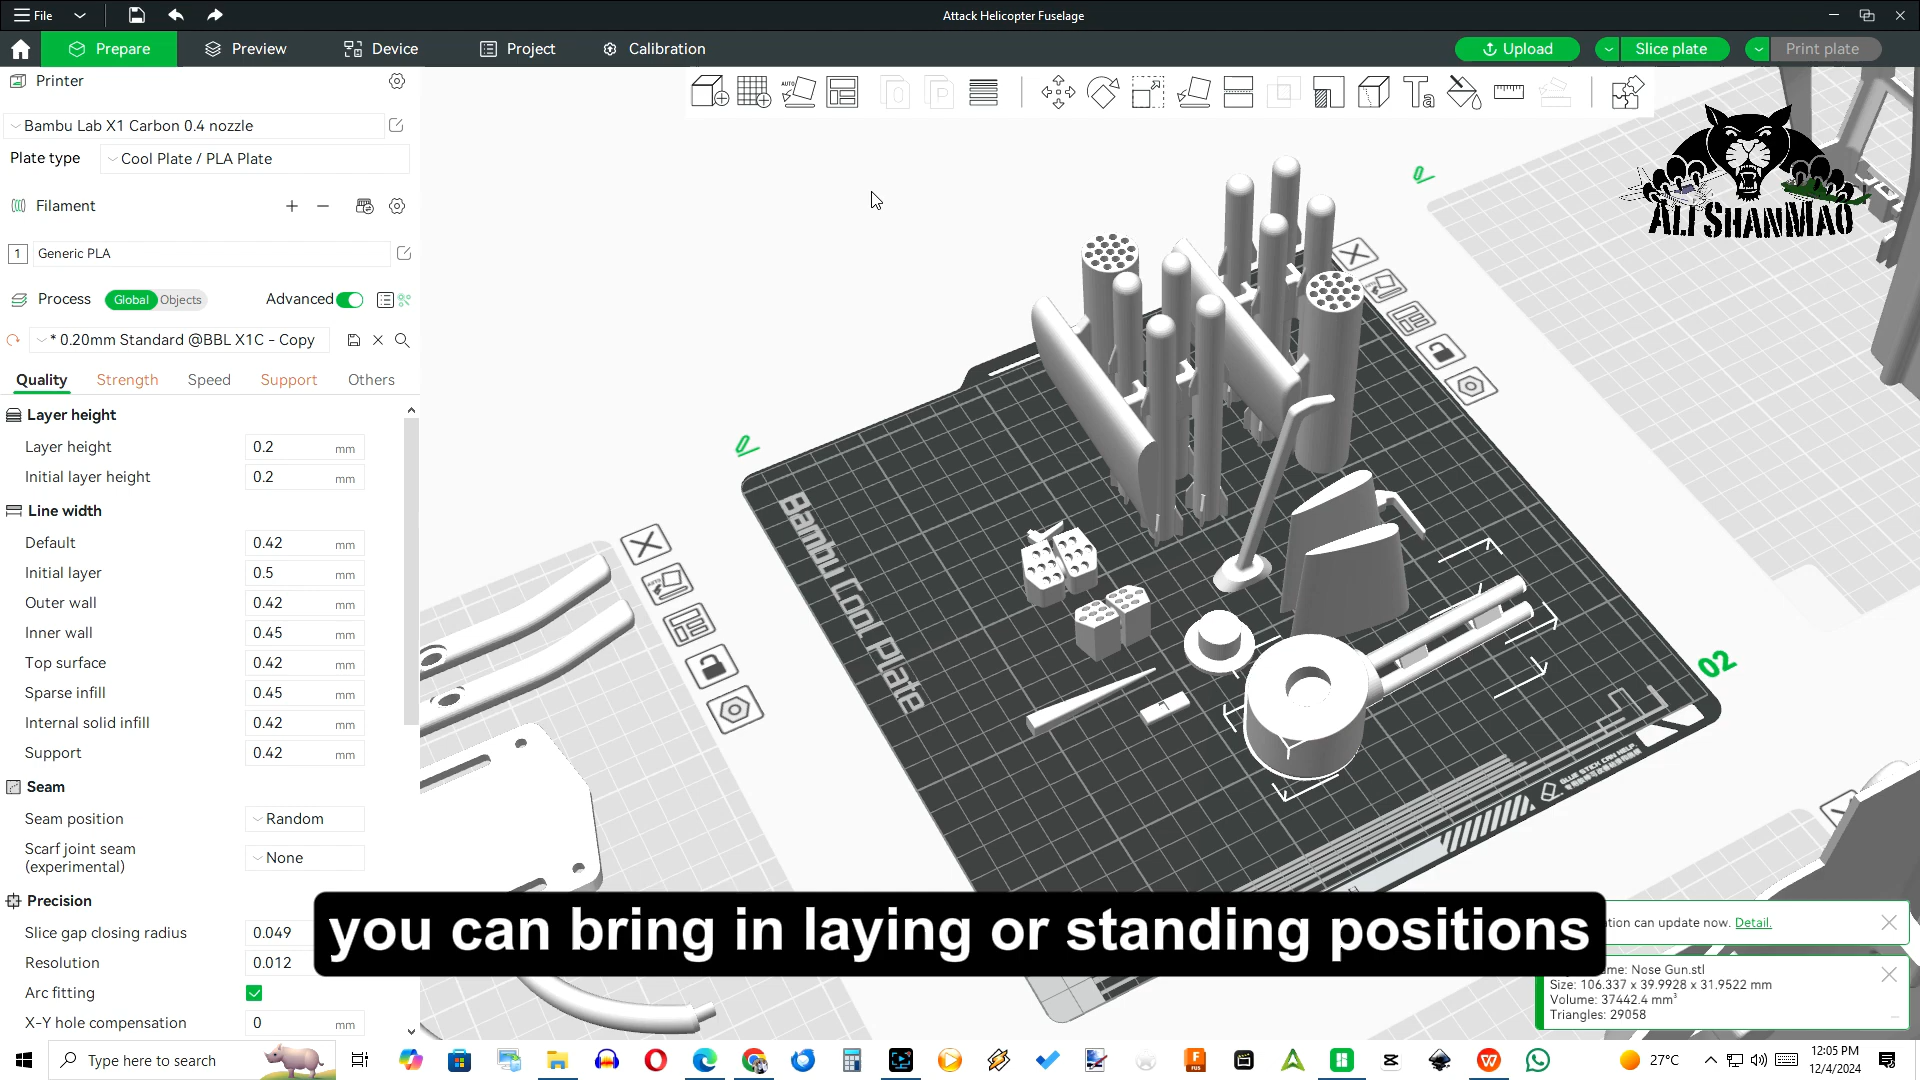 File
Attack Helicopter Fuselage
Prepare
Preview
Device
Project
Calibration
Upload
Slice plate
Print plate
Printer
Bambu Lab X1 Carbon 0.4 nozzle
Plate type
Cool Plate / PLA Plate
Filament
1
Generic PLA
Process
Global
Objects
Advanced
* 0.20mm Standard @BBL X1C - Copy
Quality
Strength
Speed
Support
Others
Layer height
Layer height 0.2 mm
Initial layer height 0.2 mm
Line width
Default 0.42 mm
Initial layer 0.5 mm
Outer wall 0.42 mm
Inner wall 0.45 mm
Top surface 0.42 mm
Sparse infill 0.45 mm
Internal solid infill 0.42 mm
Support 0.42 mm
Seam
Seam position Random
Scarf joint seam
(experimental) None
Precision
Slice gap closing radius 0.049
Resolution 0.012
Arc fitting
X-Y hole compensation 0 mm
AUTO
ALI SHANMAO
Bambu Cool Plate
02
GLUE STICK CAN HELP
you can bring in laying or standing positions
tion can update now. Detail.
me: Nose Gun.stl
Size: 106.337 x 39.9928 x 31.9522 mm
Volume: 37442.4 mm³
Triangles: 29058
Type here to search
27°C
12:05 PM
12/4/2024